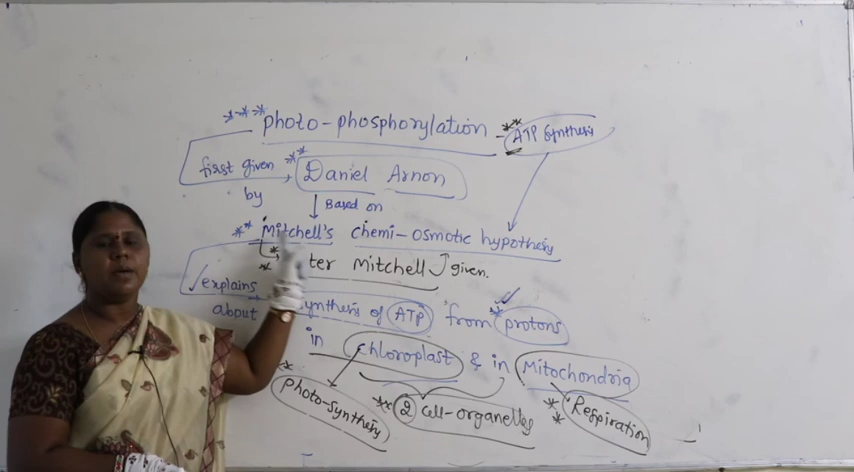 *** photo-phosphorylation - ** ATP Synthesis
first given by, ** Daniel Arnon
↓ Based on
** Mitchell's chemi-osmotic hypothesis
ter Mitchell given.
✓ explains about synthesis of ATP from protons
in chloroplast & in Mitochondria
** photo-synthesis
** 2 cell-organelles
** Respiration